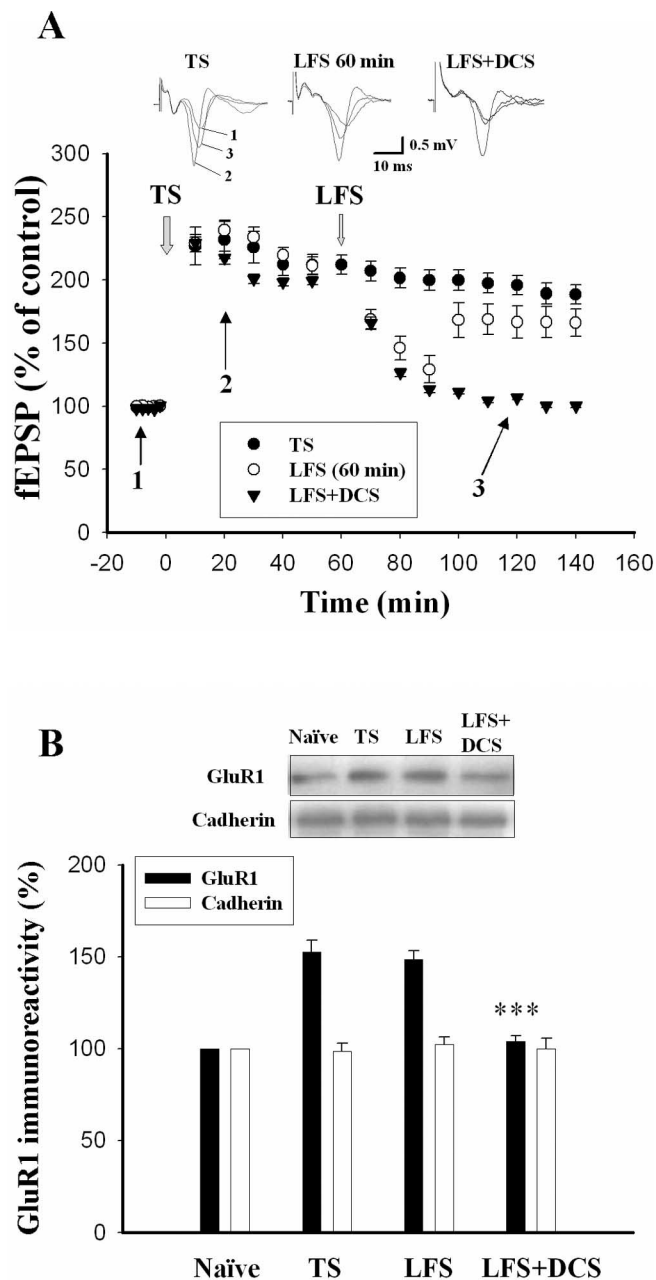 A
TS
LFS 60 min
LFS+DCS
1
3
2
0.5 mV
10 ms
fEPSP (% of control)
300
250
200
150
100
50
0
TS
LFS
1
2
3
TS
LFS (60 min)
LFS+DCS
-20 0 20 40 60 80 100 120 140 160
Time (min)
B
Naïve TS LFS LFS+
DCS
GluR1
Cadherin
GluR1 immunoreactivity (%)
200
150
100
50
0
GluR1
Cadherin
***
Naïve TS LFS LFS+DCS